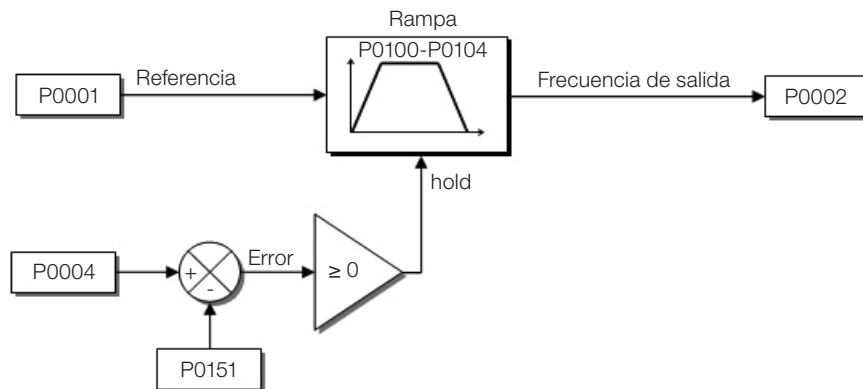 Rampa
P0100-P0104
Referencia
Frecuencia de salida
P0001
P0002
hold
Error
P0004
+
-
≥ 0
P0151